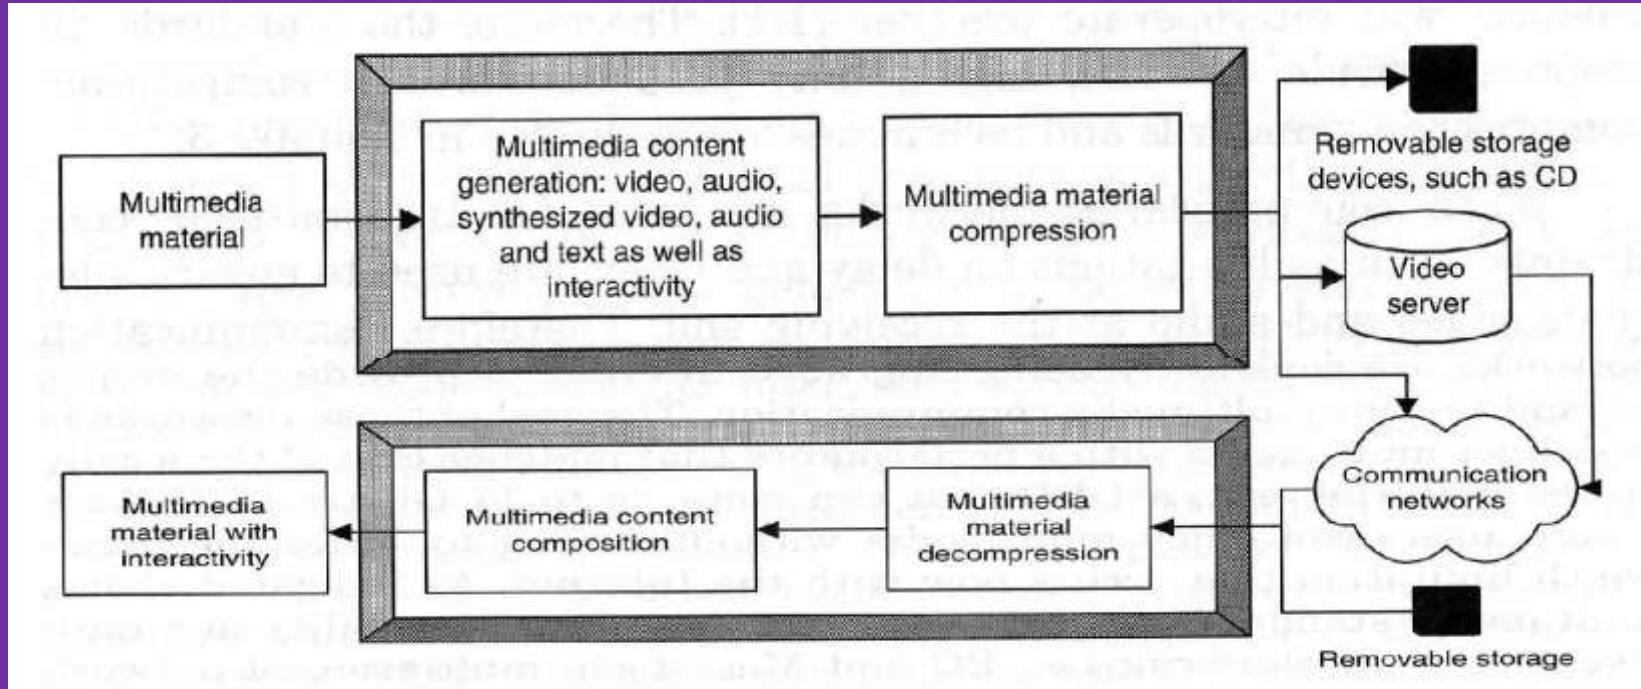 Multimedia
material
Multimedia content
generation: video, audio,
synthesized video, audio
and text as well as
interactivity
Multimedia material
compression
Removable storage
devices, such as CD
Video
server
Communication
networks
Multimedia
material with
interactivity
Multimedia content
composition
Multimedia
material
decompression
Removable storage